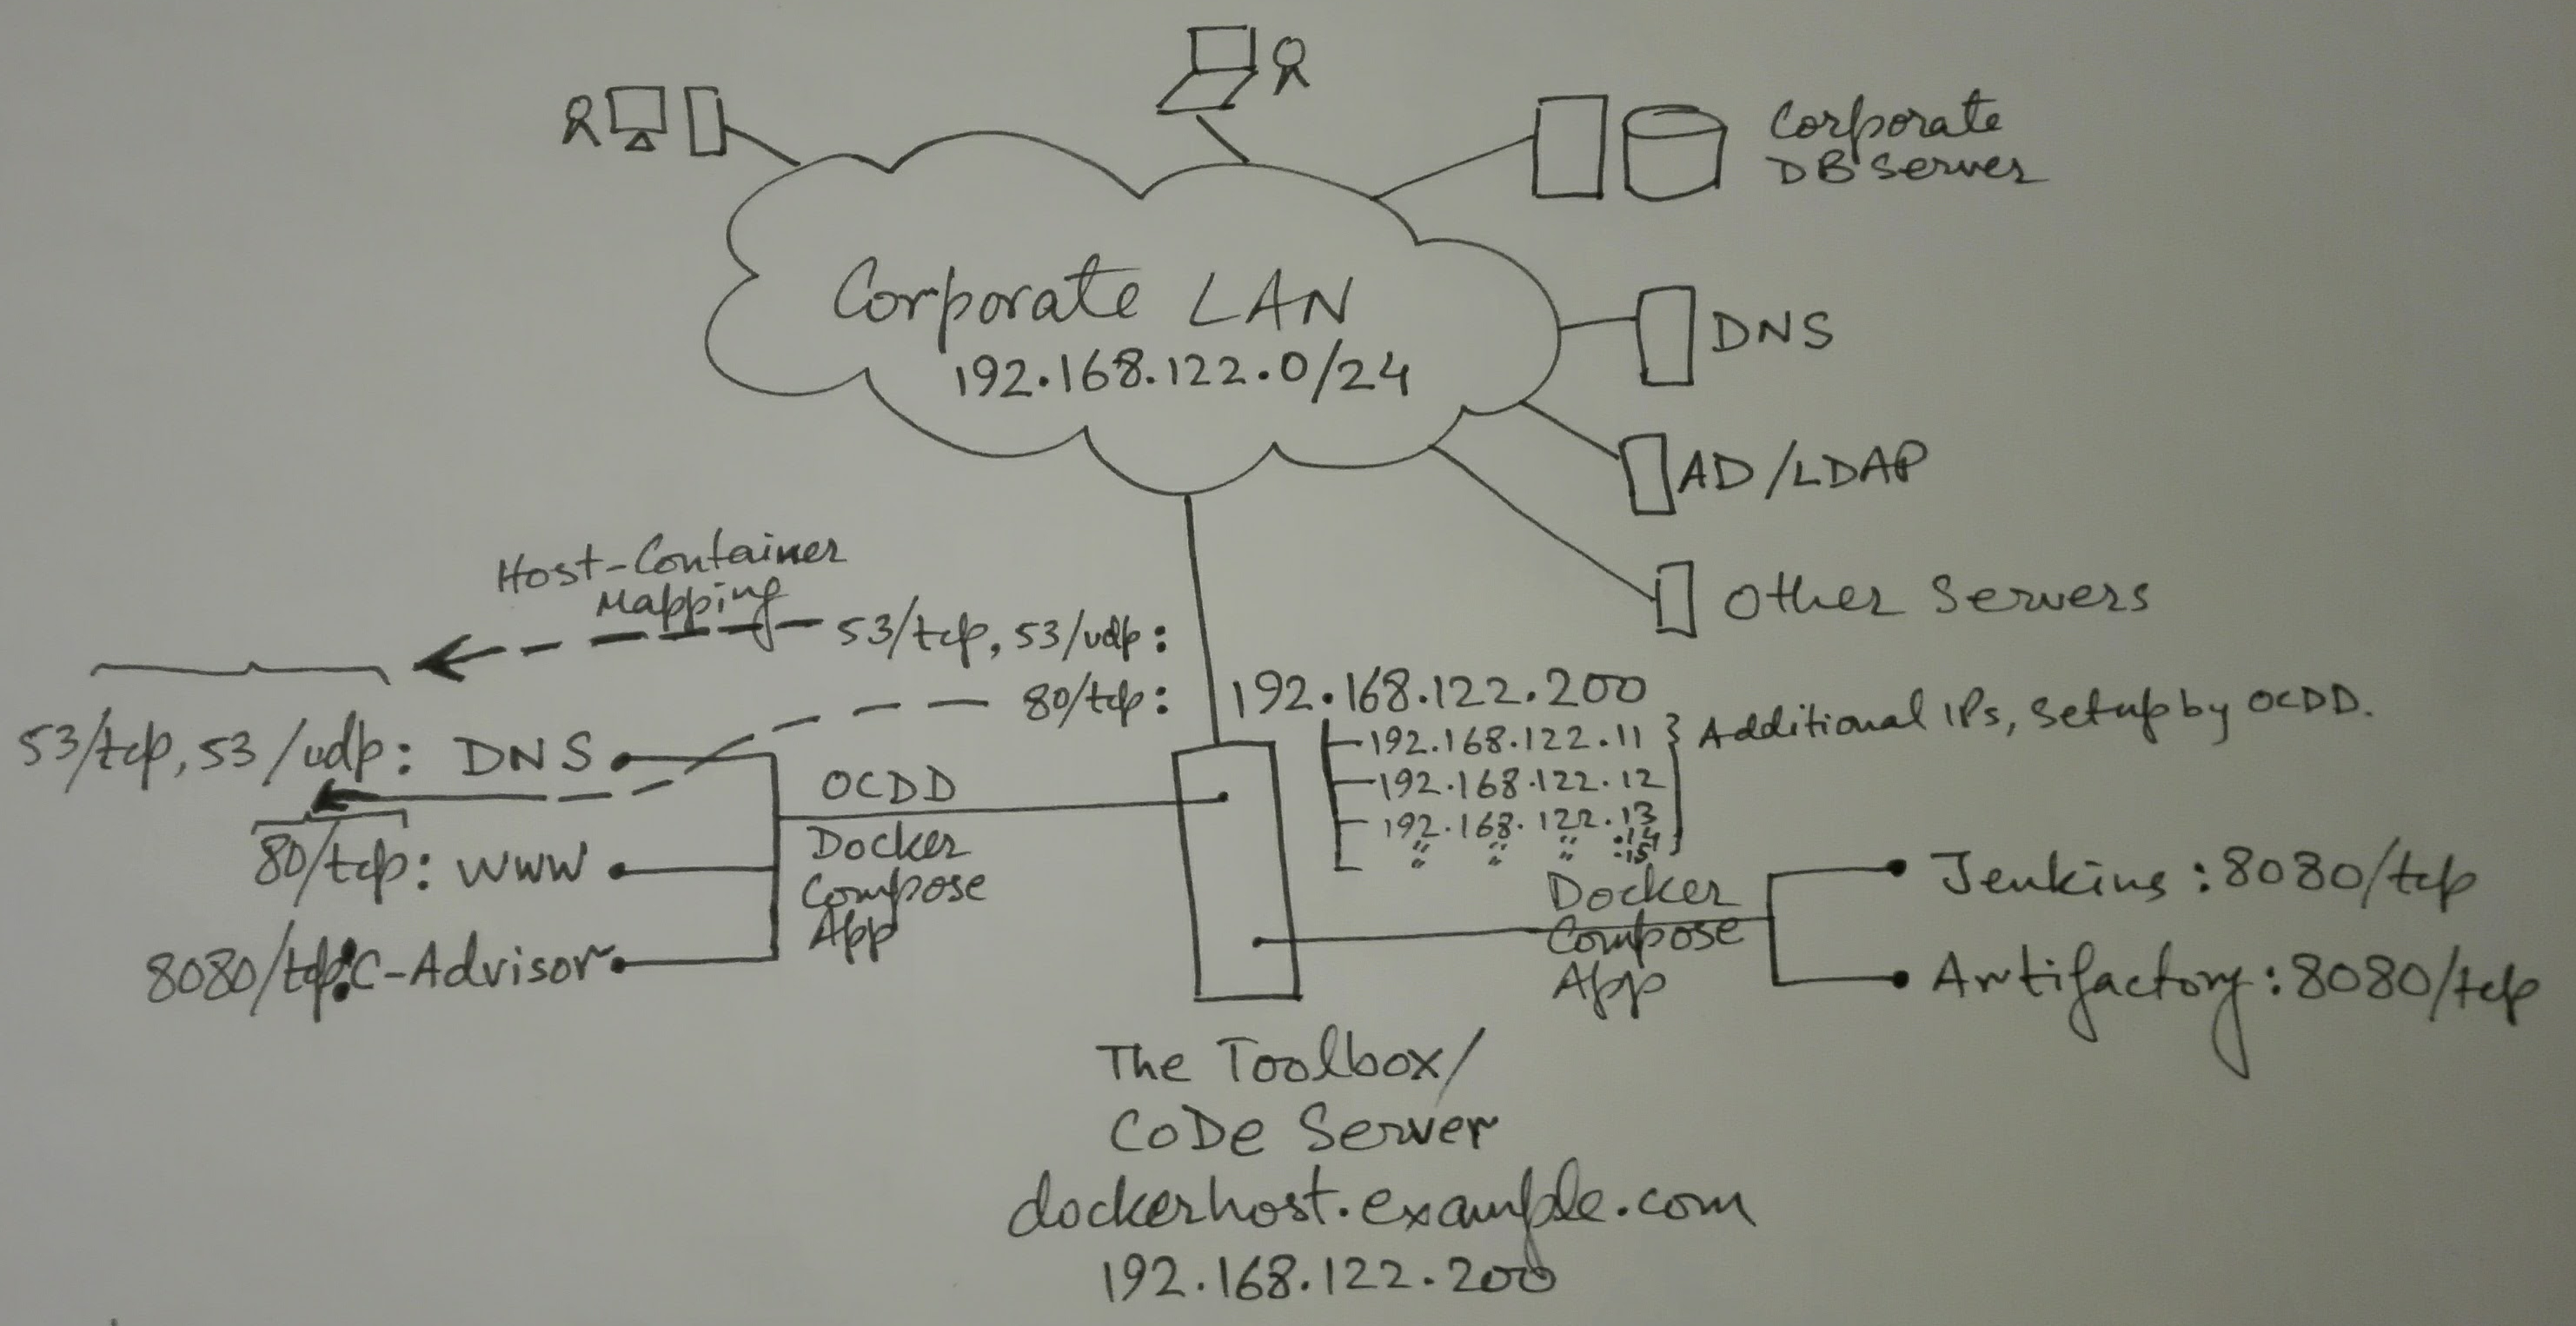 Corporate
DB Server
Corporate LAN
192.168.122.0/24
DNS
AD/LDAP
Other Servers
Host-Container
Mapping
53/tcp, 53/udp:
80/tcp:
192.168.122.200
192.168.122.11
192.168.122.12
192.168.122.13
" " " .14
.15
Additional IPs, Setup by OCDD.
53/tcp, 53/udp: DNS
80/tcp: WWW
8080/tcp: C-Advisor
OCDD
Docker
Compose
App
Docker
Compose
App
Jenkins: 8080/tcp
Artifactory: 8080/tcp
The Toolbox/
CoDe Server
dockerhost.example.com
192.168.122.200